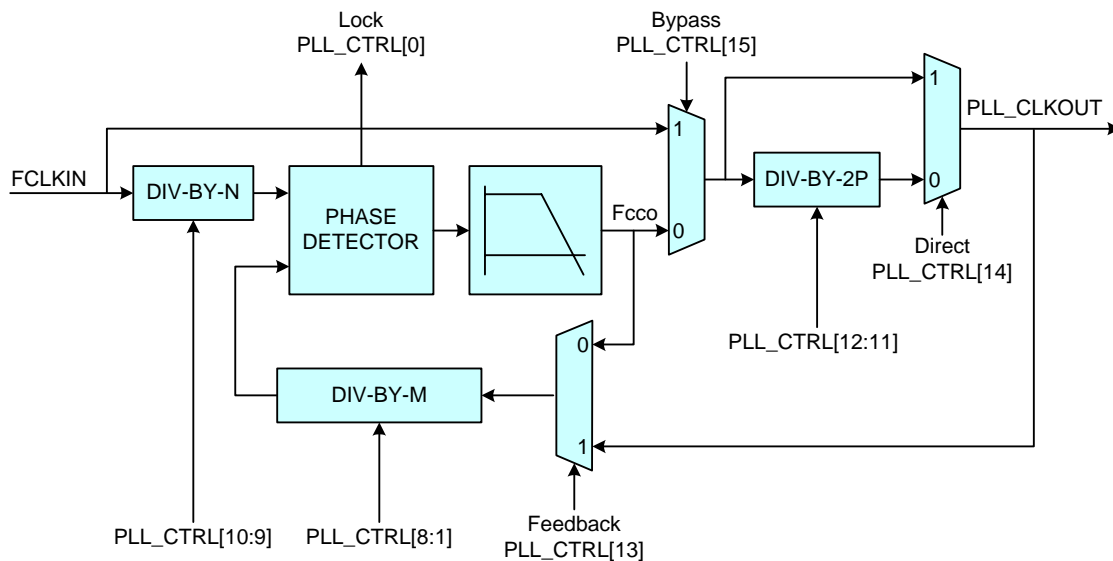 Lock
PLL_CTRL[0]
Bypass
PLL_CTRL[15]
1
1
PLL_CLKOUT
FCLKIN
DIV-BY-N
PHASE
DETECTOR
Fcco
0
DIV-BY-2P
0
Direct
PLL_CTRL[14]
0
PLL_CTRL[12:11]
DIV-BY-M
1
PLL_CTRL[10:9]
PLL_CTRL[8:1]
Feedback
PLL_CTRL[13]